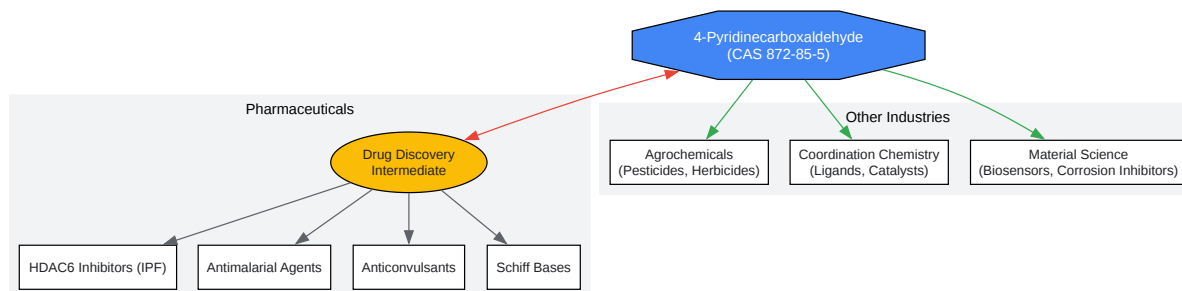 4-Pyridinecarboxaldehyde
(CAS 872-85-5)
Pharmaceuticals
Other Industries
Drug Discovery
Intermediate
Agrochemicals
(Pesticides, Herbicides)
Coordination Chemistry
(Ligands, Catalysts)
Material Science
(Biosensors, Corrosion Inhibitors)
HDAC6 Inhibitors (IPF)
Antimalarial Agents
Anticonvulsants
Schiff Bases